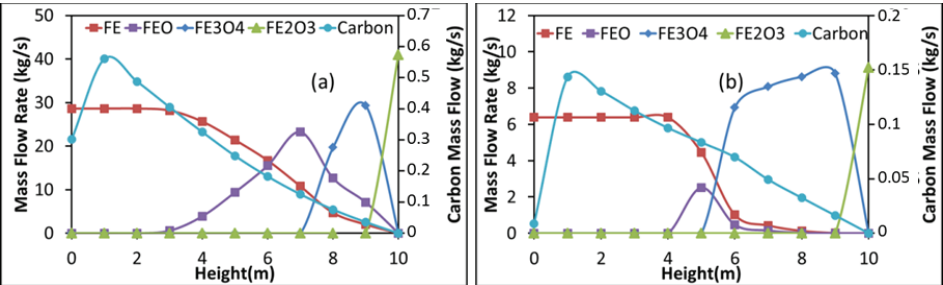 50
40
30
20
10
0
Mass Flow Rate (kg/s)
FE FEO FE3O4 FE2O3 Carbon
(a)
0.7
0.6
0.5
0.4
0.3
0.2
0.1
0
Carbon Mass Flow (kg/s)
0 2 4 6 8 10
Height(m)
12
10
8
6
4
2
0
Mass Flow Rate (kg/s)
FE FEO FE3O4 FE2O3 Carbon
(b)
0.2
0.15
0.1
0.05
0
Carbon Mass Flow (kg/s)
0 2 4 6 8 10
Height(m)